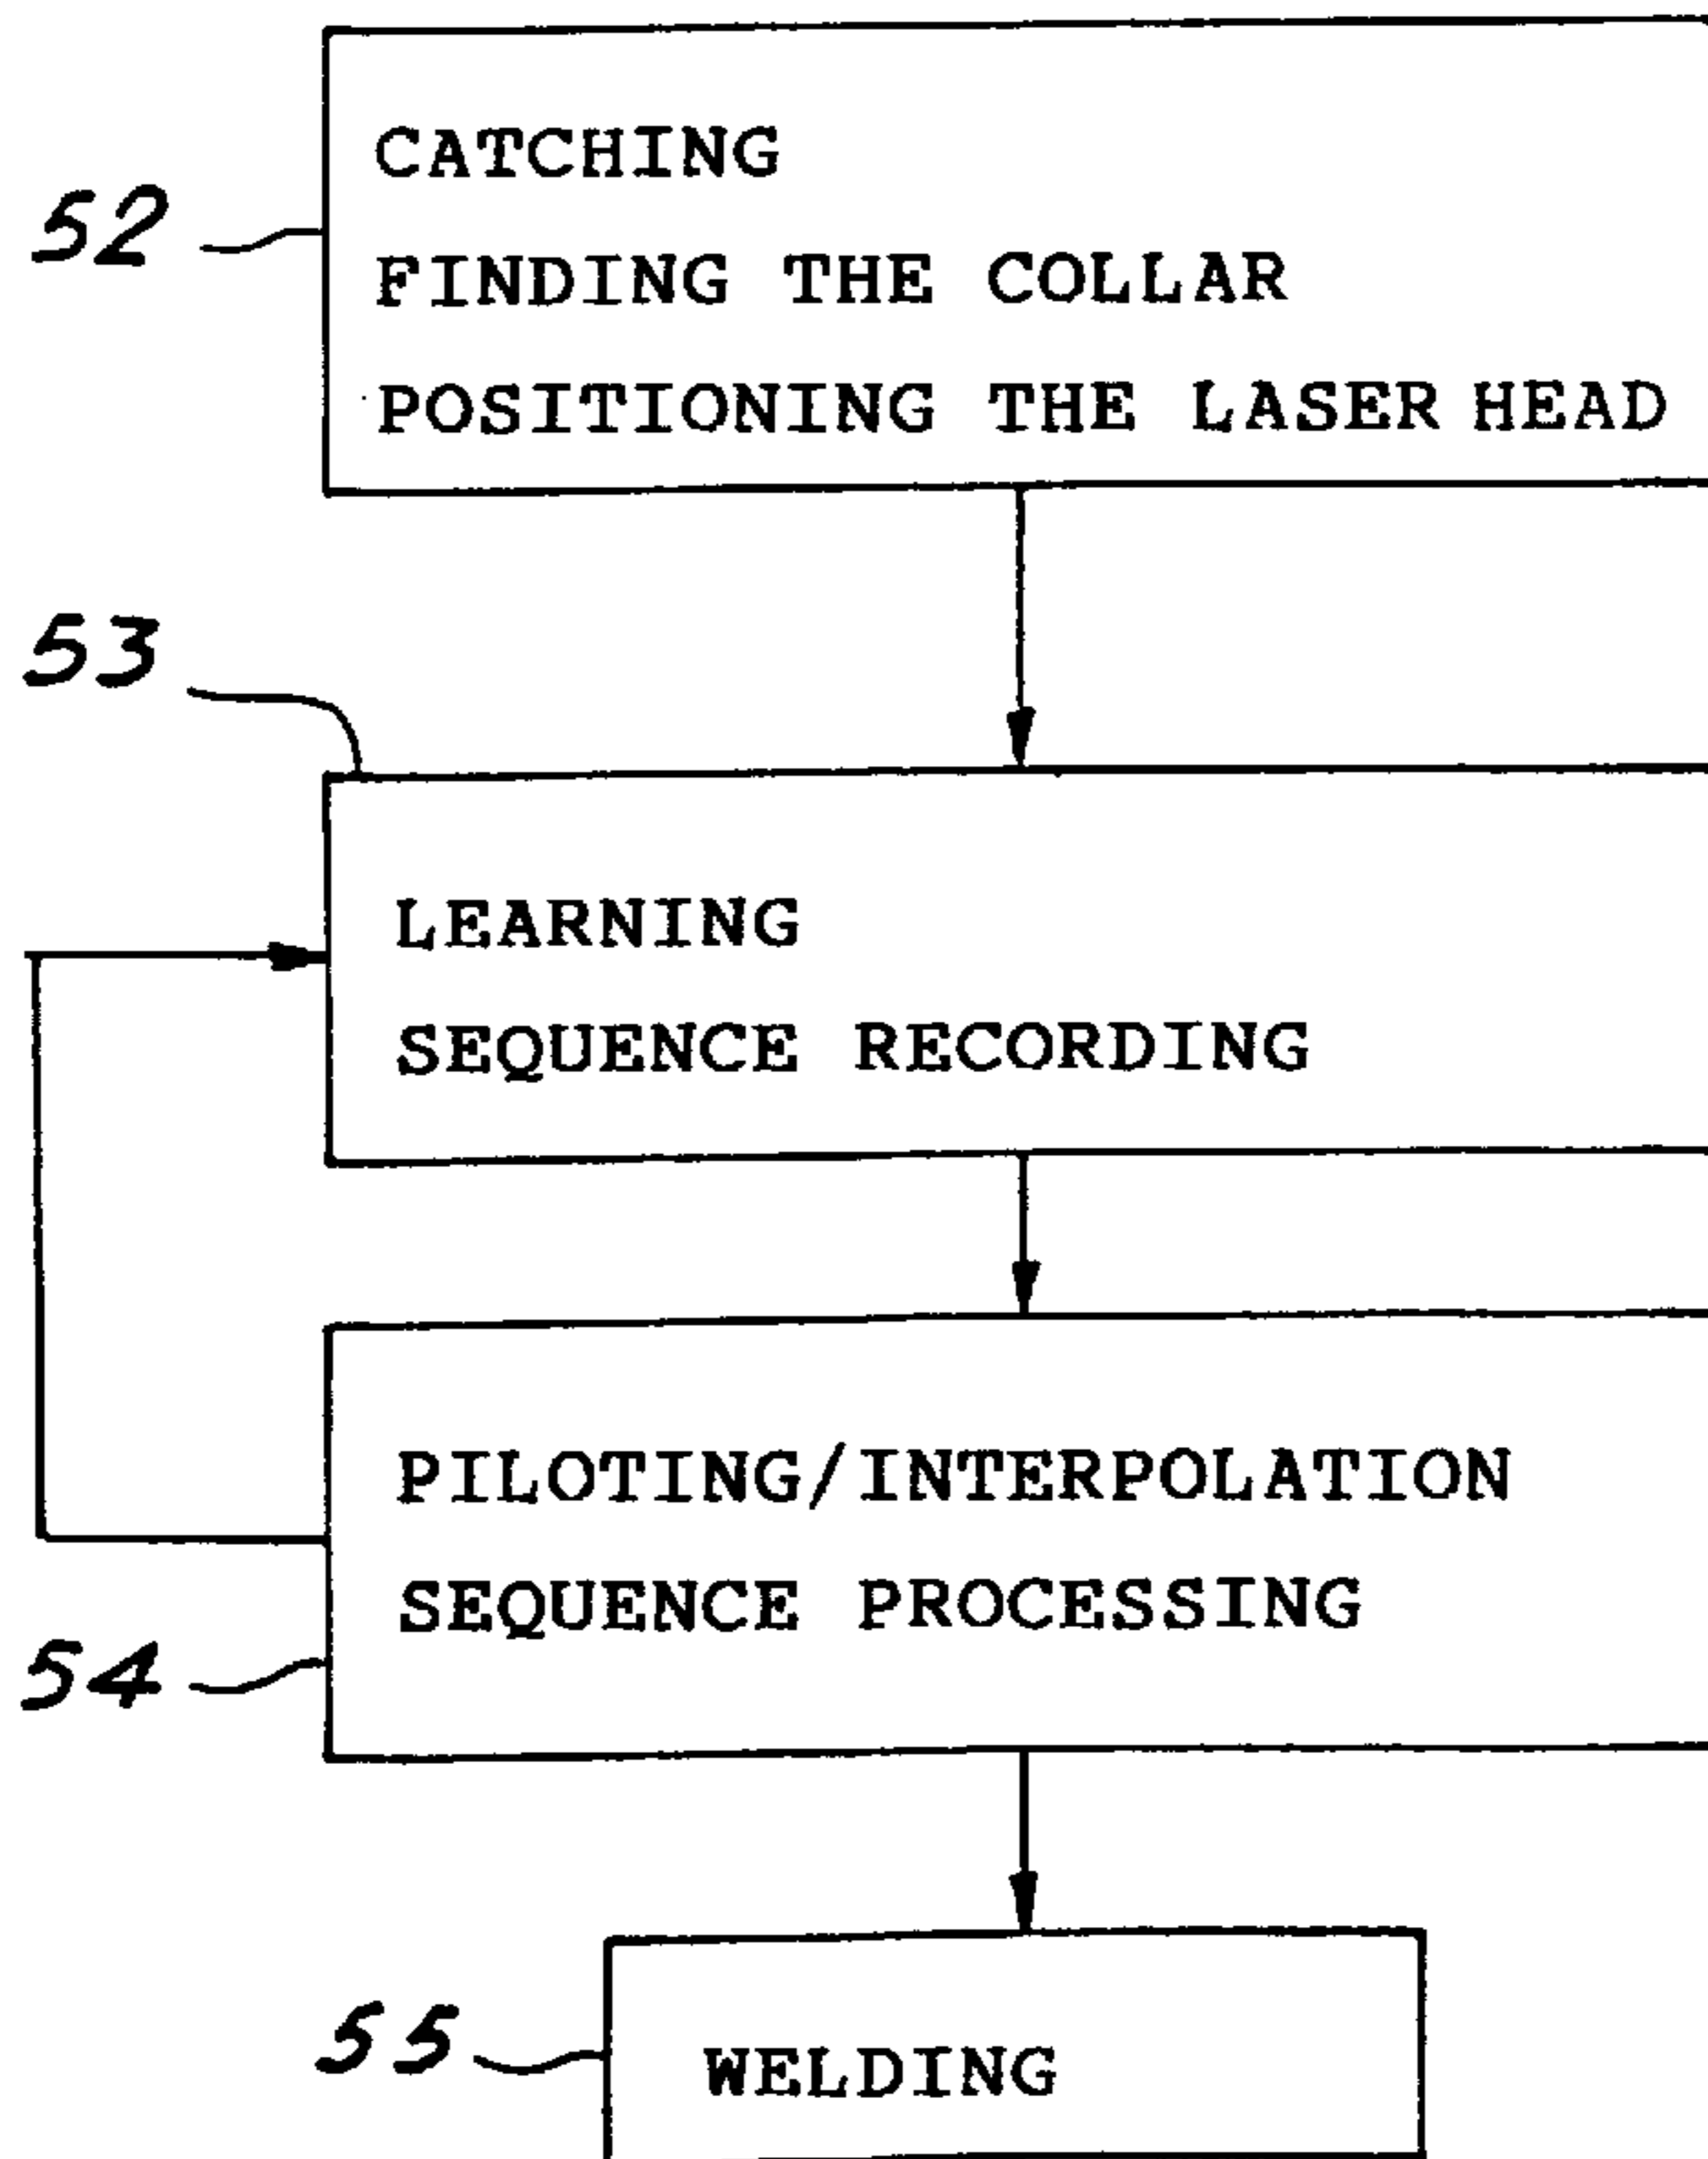 52
CATCHING
FINDING THE COLLAR
POSITIONING THE LASER HEAD
53
LEARNING
SEQUENCE RECORDING
PILOTING/INTERPOLATION
SEQUENCE PROCESSING
54
55
WELDING